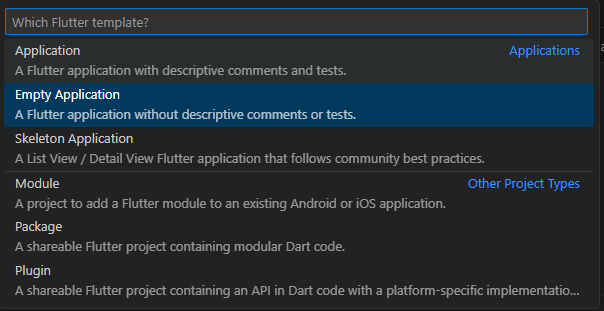 Which Flutter template?
Application Applications
A Flutter application with descriptive comments and tests.
Empty Application
A Flutter application without descriptive comments or tests.
Skeleton Application
A List View / Detail View Flutter application that follows community best practices.
Module Other Project Types
A project to add a Flutter module to an existing Android or iOS application.
Package
A shareable Flutter project containing modular Dart code.
Plugin
A shareable Flutter project containing an API in Dart code with a platform-specific implementatio...